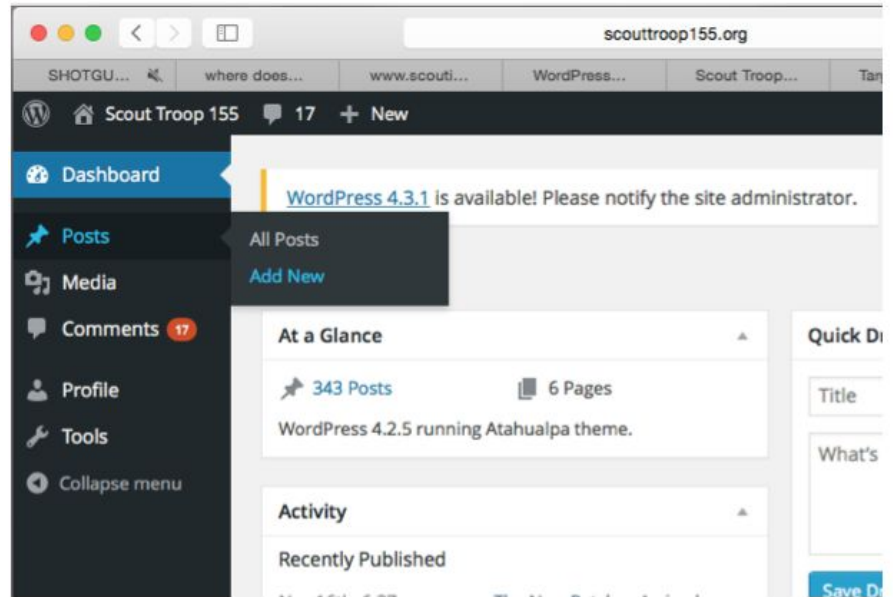 scouttroop155.org
SHOTGU... where does... www.scouti... WordPress... Scout Troop...
Scout Troop 155 17 + New
Dashboard
WordPress 4.3.1 is available! Please notify the site administrator.
Posts
All Posts
Add New
Media
Comments 17
Profile
Tools
Collapse menu
At a Glance
343 Posts 6 Pages
WordPress 4.2.5 running Atahualpa theme.
Activity
Recently Published
Quick Dr
Title
What's
Save Dr